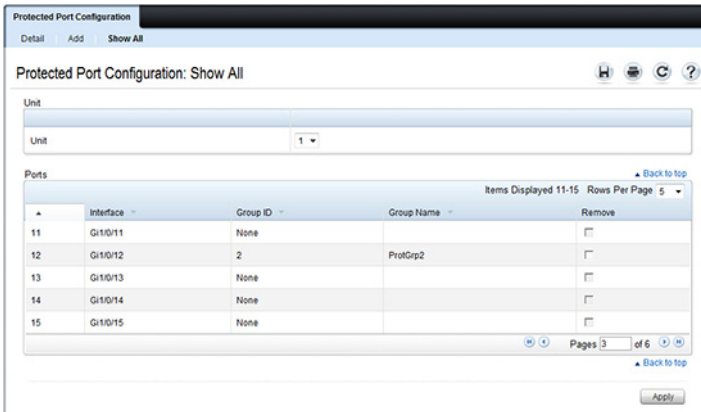 Protected Port Configuration
Detail Add Show All
Protected Port Configuration: Show All
?
Unit
Unit 1
Ports ▲ Back to top
Items Displayed 11-15 Rows Per Page 5
Interface Group ID Group Name Remove
11 Gi1/0/11 None
12 Gi1/0/12 2 ProtGrp2
13 Gi1/0/13 None
14 Gi1/0/14 None
15 Gi1/0/15 None
Pages 3 of 6
▲ Back to top
Apply